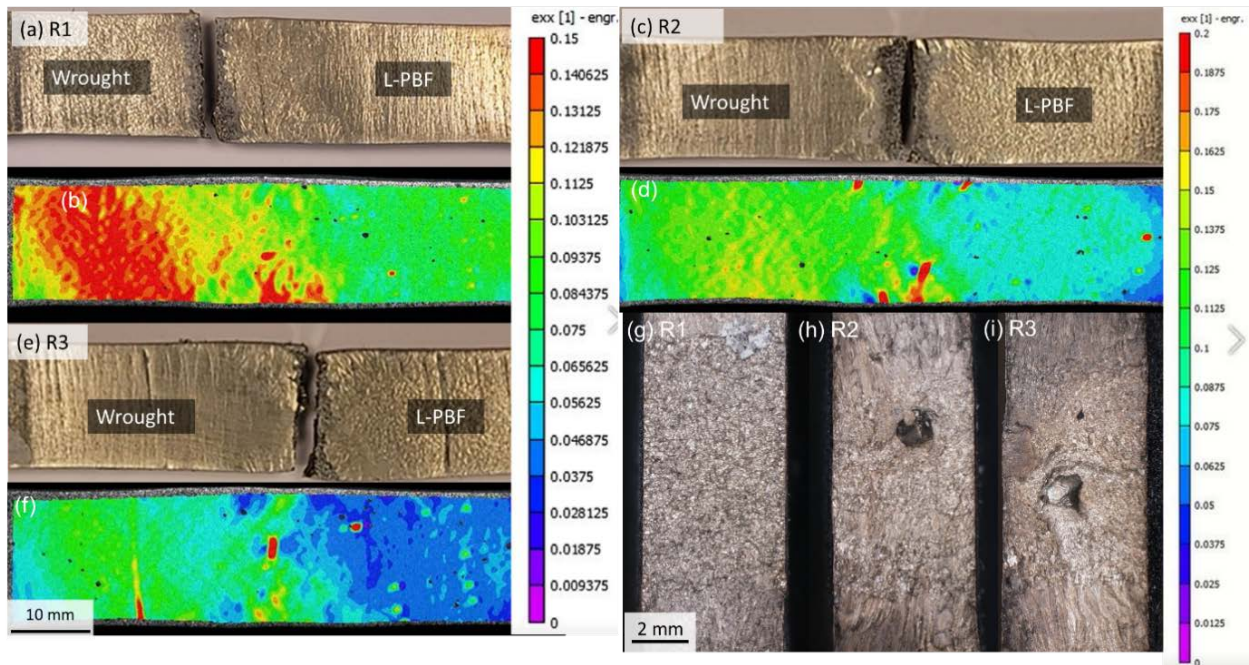 (a) R1
Wrought
L-PBF
(b)
exx [1] - engr.
0.15
0.140625
0.13125
0.121875
0.1125
0.103125
0.09375
0.084375
0.075
0.065625
0.05625
0.046875
0.0375
0.028125
0.01875
0.009375
0
(c) R2
Wrought
L-PBF
(d)
exx [1] - engr.
0.2
0.1875
0.175
0.1625
0.15
0.1375
0.125
0.1125
0.1
0.0875
0.075
0.0625
0.05
0.0375
0.025
0.0125
0
(e) R3
Wrought
L-PBF
(f)
10 mm
(g) R1
(h) R2
(i) R3
2 mm